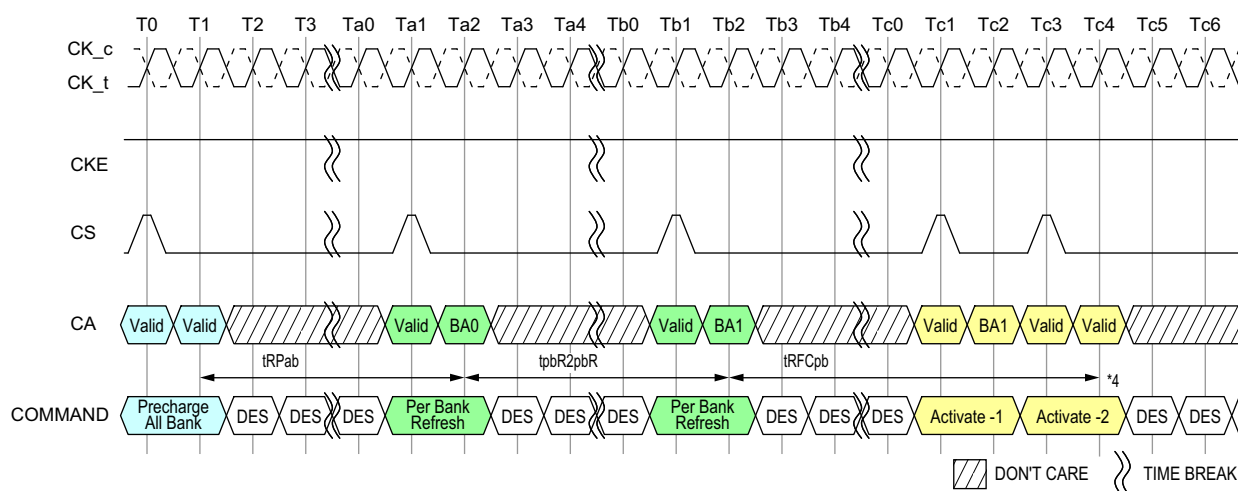 T0 T1 T2 T3 Ta0 Ta1 Ta2 Ta3 Ta4 Tb0 Tb1 Tb2 Tb3 Tb4 Tc0 Tc1 Tc2 Tc3 Tc4 Tc5 Tc6
CK_c
CK_t
CKE
CS
CA Valid Valid Valid BA0 Valid BA1 Valid BA1 Valid Valid
tRPab tpbR2pbR tRFCpb *4
COMMAND Precharge All Bank DES DES DES Per Bank Refresh DES DES DES Per Bank Refresh DES DES DES Activate -1 Activate -2 DES DES
DON'T CARE TIME BREAK